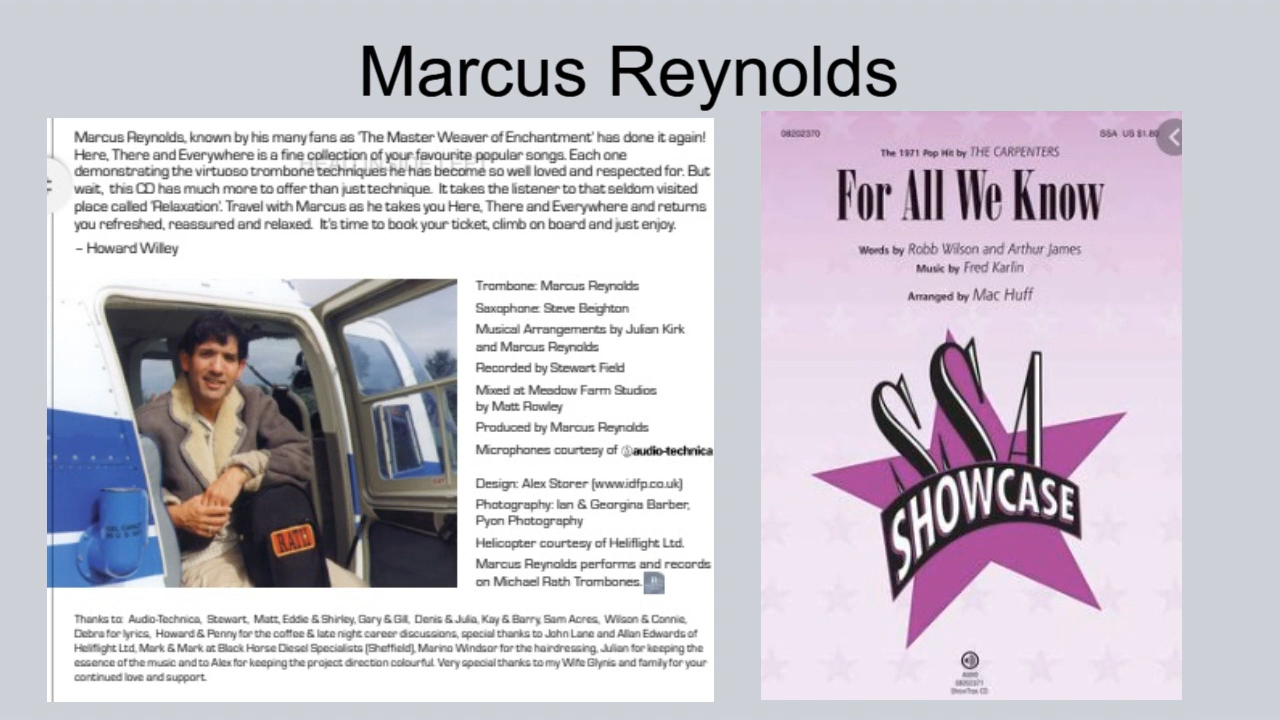 Marcus Reynolds
Marcus Reynolds, known by his many fans as 'The Master Weaver of Enchantment' has done it again!
Here, There and Everywhere is a fine collection of your favourite popular songs. Each one
demonstrating the virtuoso trombone techniques he has become so well loved and respected for. But
wait, this CD has much more to offer than just technique. It takes the listener to that seldom visited
place called 'Relaxation'. Travel with Marcus as he takes you Here, There and Everywhere and returns
you refreshed, reassured and relaxed. It's time to book your ticket, climb on board and just enjoy.
– Howard Willey
Trombone: Marcus Reynolds
Saxophone: Steve Beighton
Musical Arrangements by Julian Kirk
and Marcus Reynolds
Recorded by Stewart Field
Mixed at Meadow Farm Studios
by Matt Rowley
Produced by Marcus Reynolds
Microphones courtesy of audio-technica
Design: Alex Storer (www.idfp.co.uk)
Photography: Ian & Georgina Barber,
Pyon Photography
Helicopter courtesy of Heliflight Ltd.
Marcus Reynolds performs and records
on Michael Rath Trombones.
RATH
Thanks to: Audio-Technica, Stewart, Matt, Eddie & Shirley, Gary & Gill, Denis & Julia, Kay & Barry, Sam Acres, Wilson & Connie,
Debra for lyrics, Howard & Penny for the coffee & late night career discussions, special thanks to John Lane and Allan Edwards of
Heliflight Ltd, Mark & Mark at Black Horse Diesel Specialists (Sheffield), Marino Windsor for the hairdressing, Julian for keeping the
essence of the music and to Alex for keeping the project direction colourful. Very special thanks to my Wife Glynis and family for your
continued love and support.
08202370
SSA US $1.80
The 1971 Pop Hit by THE CARPENTERS
For All We Know
Words by Robb Wilson and Arthur James
Music by Fred Karlin
Arranged by Mac Huff
SSA
SHOWCASE
AUDIO
08202371
ShowTrax CD